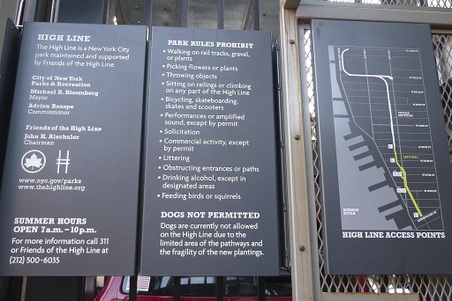 HIGH LINE
The High Line is a New York City
park maintained and supported
by Friends of the High Line.
City of New York
Parks & Recreation
Michael R. Bloomberg
Mayor
Adrian Benepe
Commissioner
Friends of the High Line
John H. Alschuler
Chairman
www.nyc.gov/parks
www.thehighline.org
SUMMER HOURS
OPEN 7 a.m. – 10 p.m.
For more information call 311
or Friends of the High Line at
(212) 500-6035
PARK RULES PROHIBIT
• Walking on rail tracks, gravel,
or plants
• Picking flowers or plants
• Throwing objects
• Sitting on railings or climbing
on any part of the High Line
• Bicycling, skateboarding,
skates and scooters
• Performances or amplified
sound, except by permit
• Solicitation
• Commercial activity, except
by permit
• Littering
• Obstructing entrances or paths
• Drinking alcohol, except in
designated areas
• Feeding birds or squirrels
DOGS NOT PERMITTED
Dogs are currently not allowed
on the High Line due to the
limited area of the pathways and
the fragility of the new plantings.
HUDSON
RIVER
HIGH LINE ACCESS POINTS